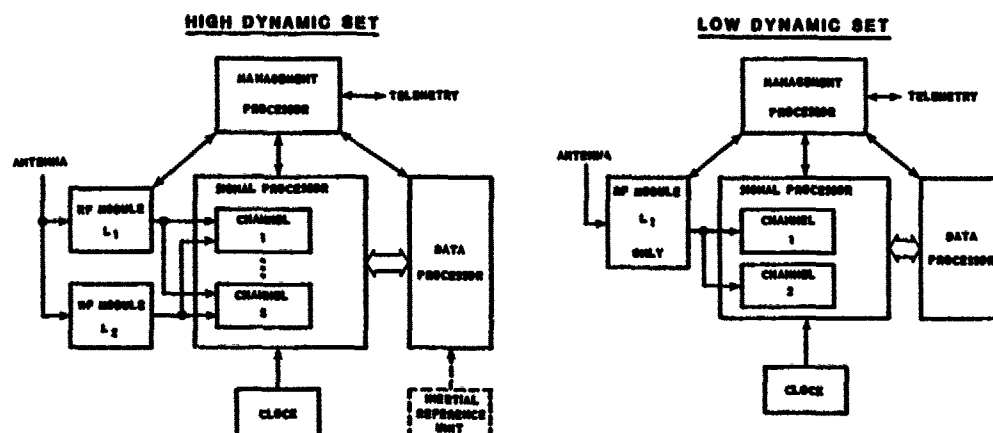 HIGH DYNAMIC SET
MANAGEMENT
PROCESSOR
TELEMETRY
ANTENNA
RF MODULE
L1
RF MODULE
L2
SIGNAL PROCESSOR
CHANNEL
1
CHANNEL
5
DATA
PROCESSOR
CLOCK
INERTIAL
REFERENCE
UNIT
LOW DYNAMIC SET
MANAGEMENT
PROCESSOR
TELEMETRY
ANTENNA
RF MODULE
L1
ONLY
SIGNAL PROCESSOR
CHANNEL
1
CHANNEL
2
DATA
PROCESSOR
CLOCK